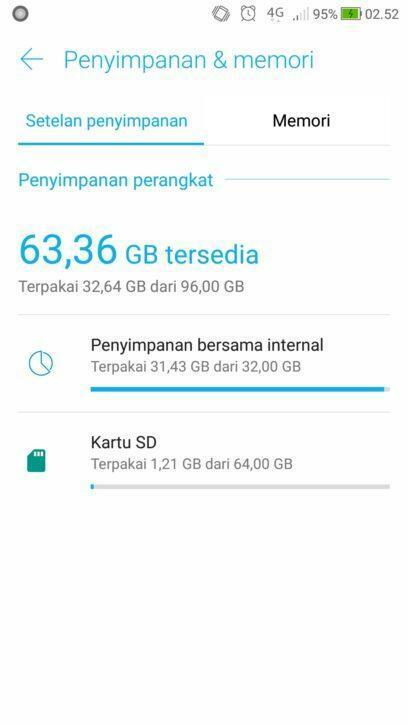 4G 95% 02.52
Penyimpanan & memori
Setelan penyimpanan Memori
Penyimpanan perangkat
63,36 GB tersedia
Terpakai 32,64 GB dari 96,00 GB
Penyimpanan bersama internal
Terpakai 31,43 GB dari 32,00 GB
Kartu SD
Terpakai 1,21 GB dari 64,00 GB